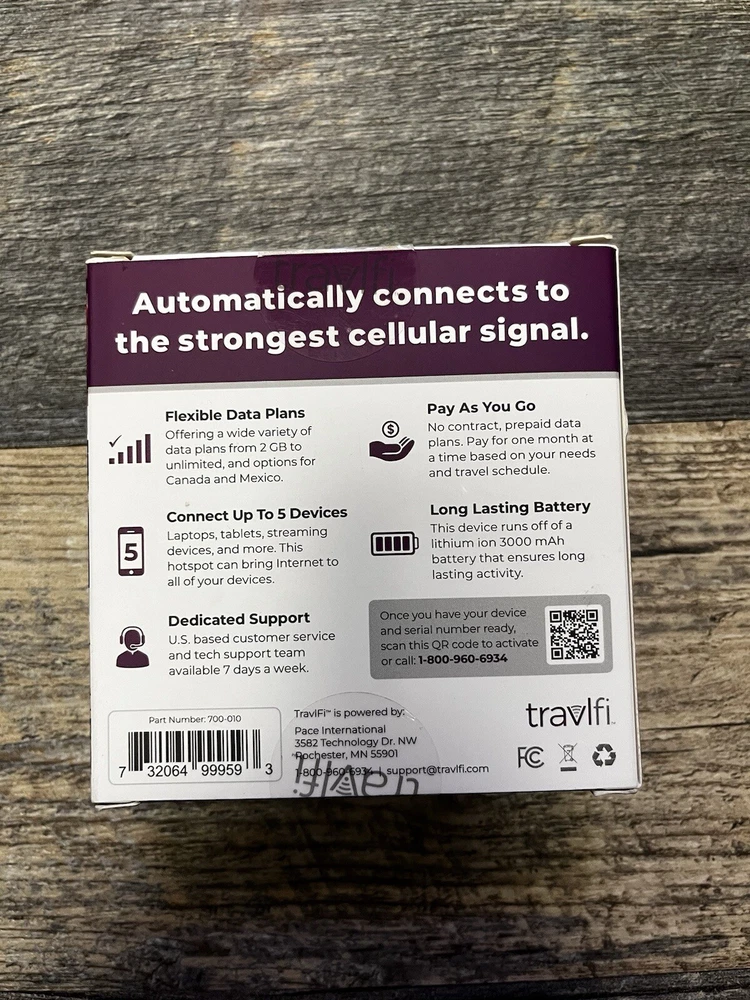 travlfi
Automatically connects to
the strongest cellular signal.
Flexible Data Plans
Offering a wide variety of
data plans from 2 GB to
unlimited, and options for
Canada and Mexico.
$
Pay As You Go
No contract, prepaid data
plans. Pay for one month at
a time based on your needs
and travel schedule.
5
Connect Up To 5 Devices
Laptops, tablets, streaming
devices, and more. This
hotspot can bring Internet to
all of your devices.
Long Lasting Battery
This device runs off of a
lithium ion 3000 mAh
battery that ensures long
lasting activity.
Dedicated Support
U.S. based customer service
and tech support team
available 7 days a week.
Once you have your device
and serial number ready,
scan this QR code to activate
or call: 1-800-960-6934
Part Number: 700-010
7 32064 99959 3
TravlFi™ is powered by:
Pace International
3582 Technology Dr. NW
Rochester, MN 55901
1-800-960-6934 | support@travlfi.com
travlfi
travlfi™
FC